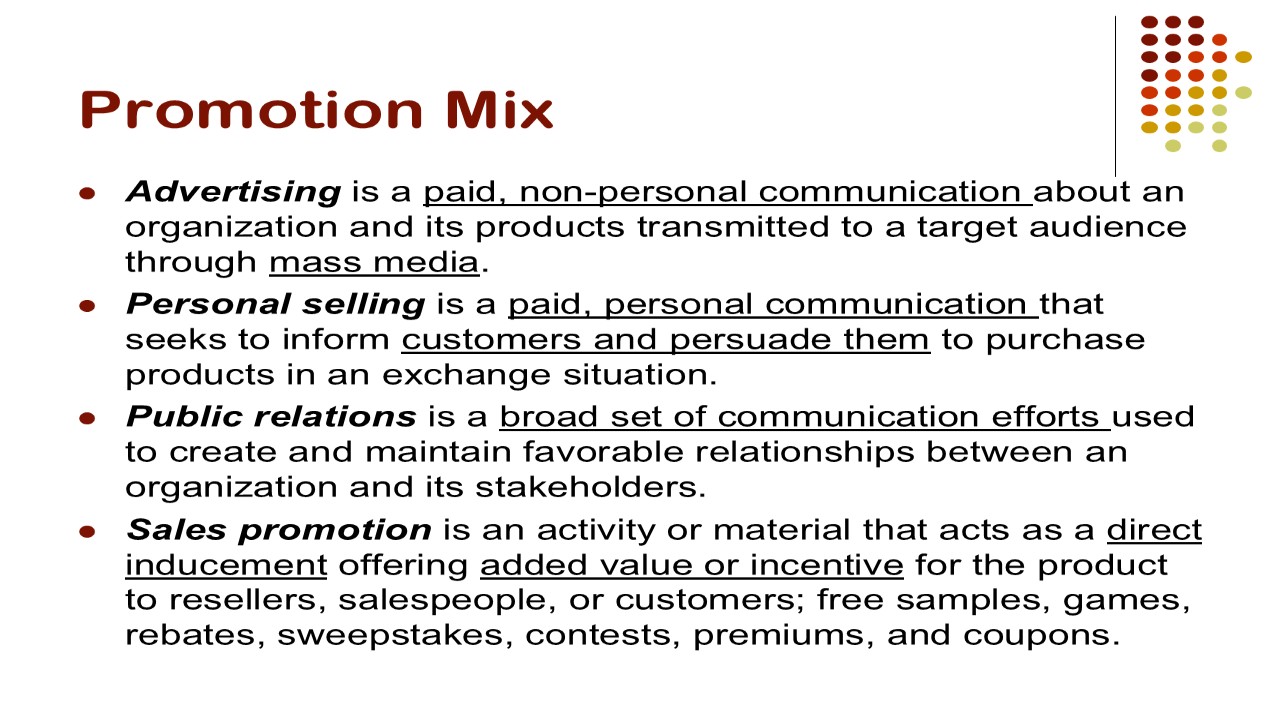 Promotion Mix
Advertising is a paid, non-personal communication about an
organization and its products transmitted to a target audience
through mass media.
Personal selling is a paid, personal communication that
seeks to inform customers and persuade them to purchase
products in an exchange situation.
Public relations is a broad set of communication efforts used
to create and maintain favorable relationships between an
organization and its stakeholders.
Sales promotion is an activity or material that acts as a direct
inducement offering added value or incentive for the product
to resellers, salespeople, or customers; free samples, games,
rebates, sweepstakes, contests, premiums, and coupons.